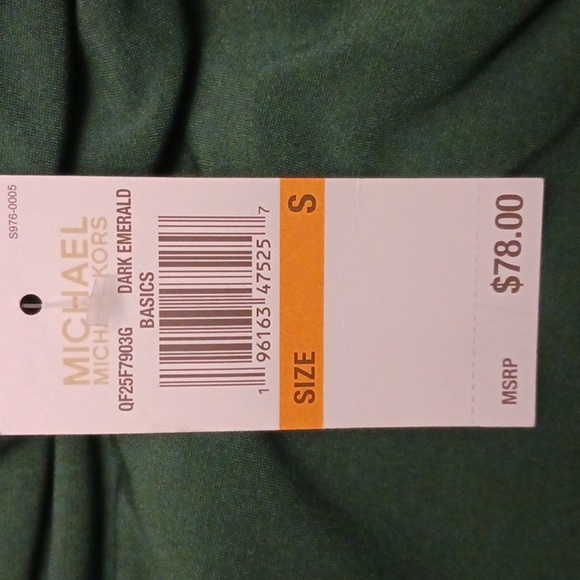 S976-0005
MICHAEL
MICHAEL KORS
QF25F7903G DARK EMERALD
BASICS
1 96163 47525 7
SIZE S
MSRP $78.00